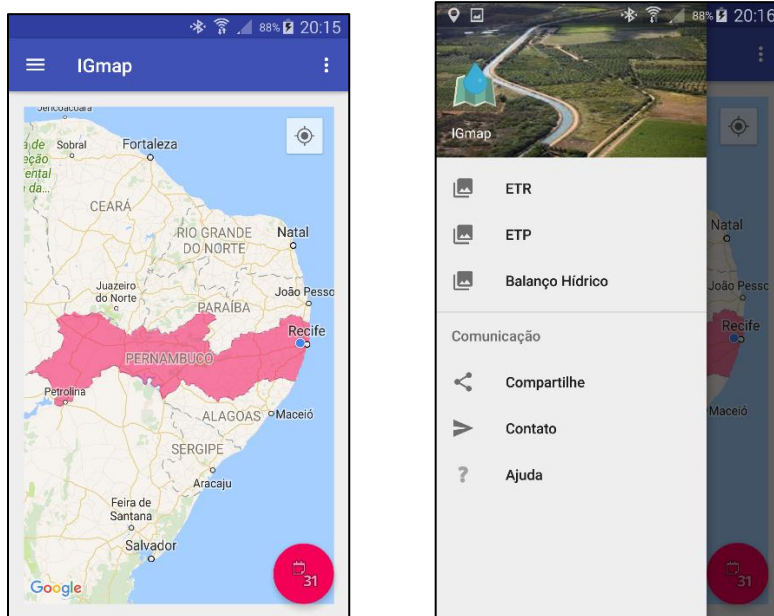 88% 20:15
IGmap
Jericoacoara
Sobral
Fortaleza
CEARÁ
RIO GRANDE
DO NORTE
Natal
Juazeiro
do Norte
PARAÍBA
João Pesso
Recife
PERNAMBUCO
Petrolina
ALAGOAS
Maceió
SERGIPE
Aracaju
Feira de
Santana
Salvador
Google
31
88% 20:16
IGmap
ETR
ETP
Balanço Hídrico
Comunicação
Compartilhe
Contato
Ajuda
Natal
João Pessc
Recife
Maceió
31